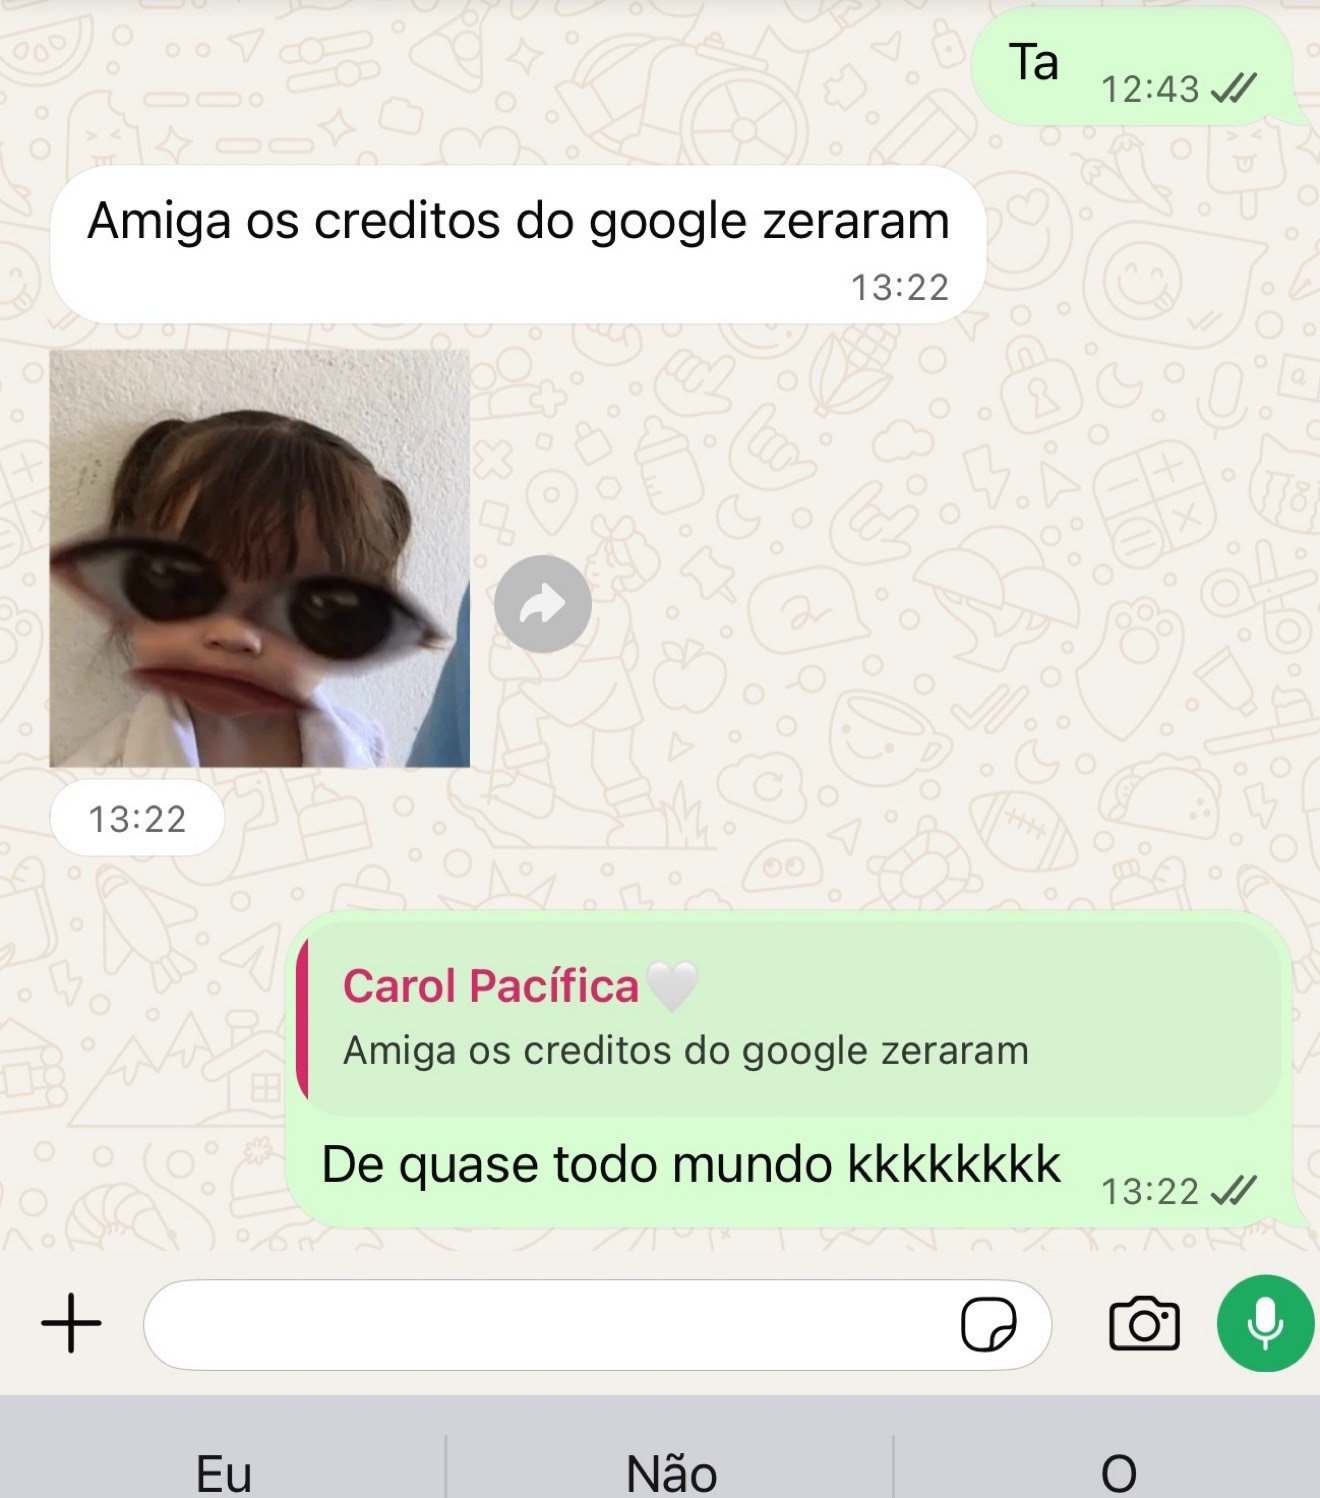 Ta
12:43
Amiga os creditos do google zeraram
13:22
13:22
Carol Pacífica🤍
Amiga os creditos do google zeraram
De quase todo mundo kkkkkkkk
13:22
Eu
Não
O